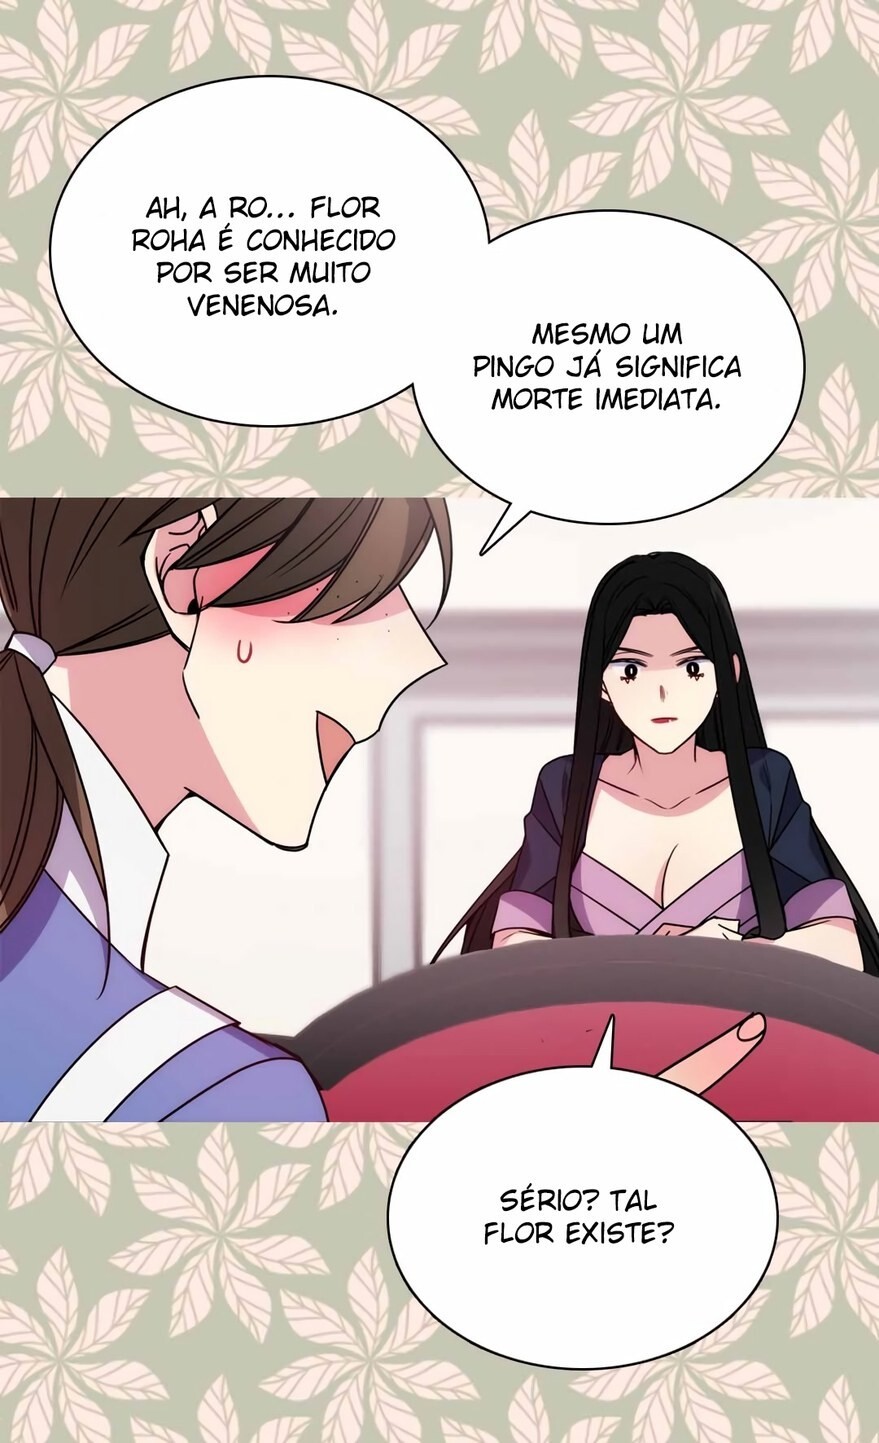 AH, A RO... FLOR
ROHA É CONHECIDO
POR SER MUITO
VENENOSA.
MESMO UM
PINGO JÁ SIGNIFICA
MORTE IMEDIATA.
SÉRIO? TAL
FLOR EXISTE?